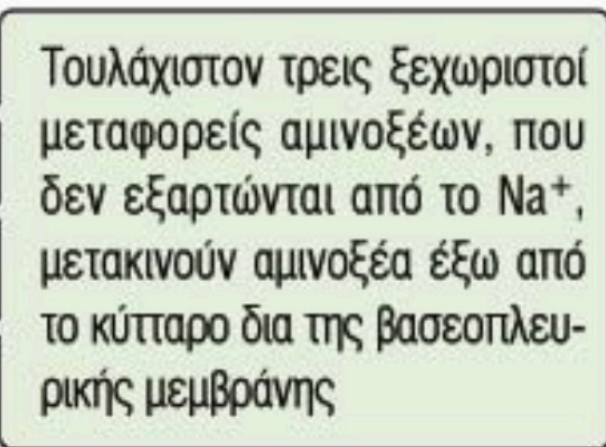 Τουλάχιστον τρεις ξεχωριστοί
μεταφορείς αμινοξέων, που
δεν εξαρτώνται από το Na⁺,
μετακινούν αμινοξέα έξω από
το κύτταρο δια της βασεοπλευ-
ρικής μεμβράνης